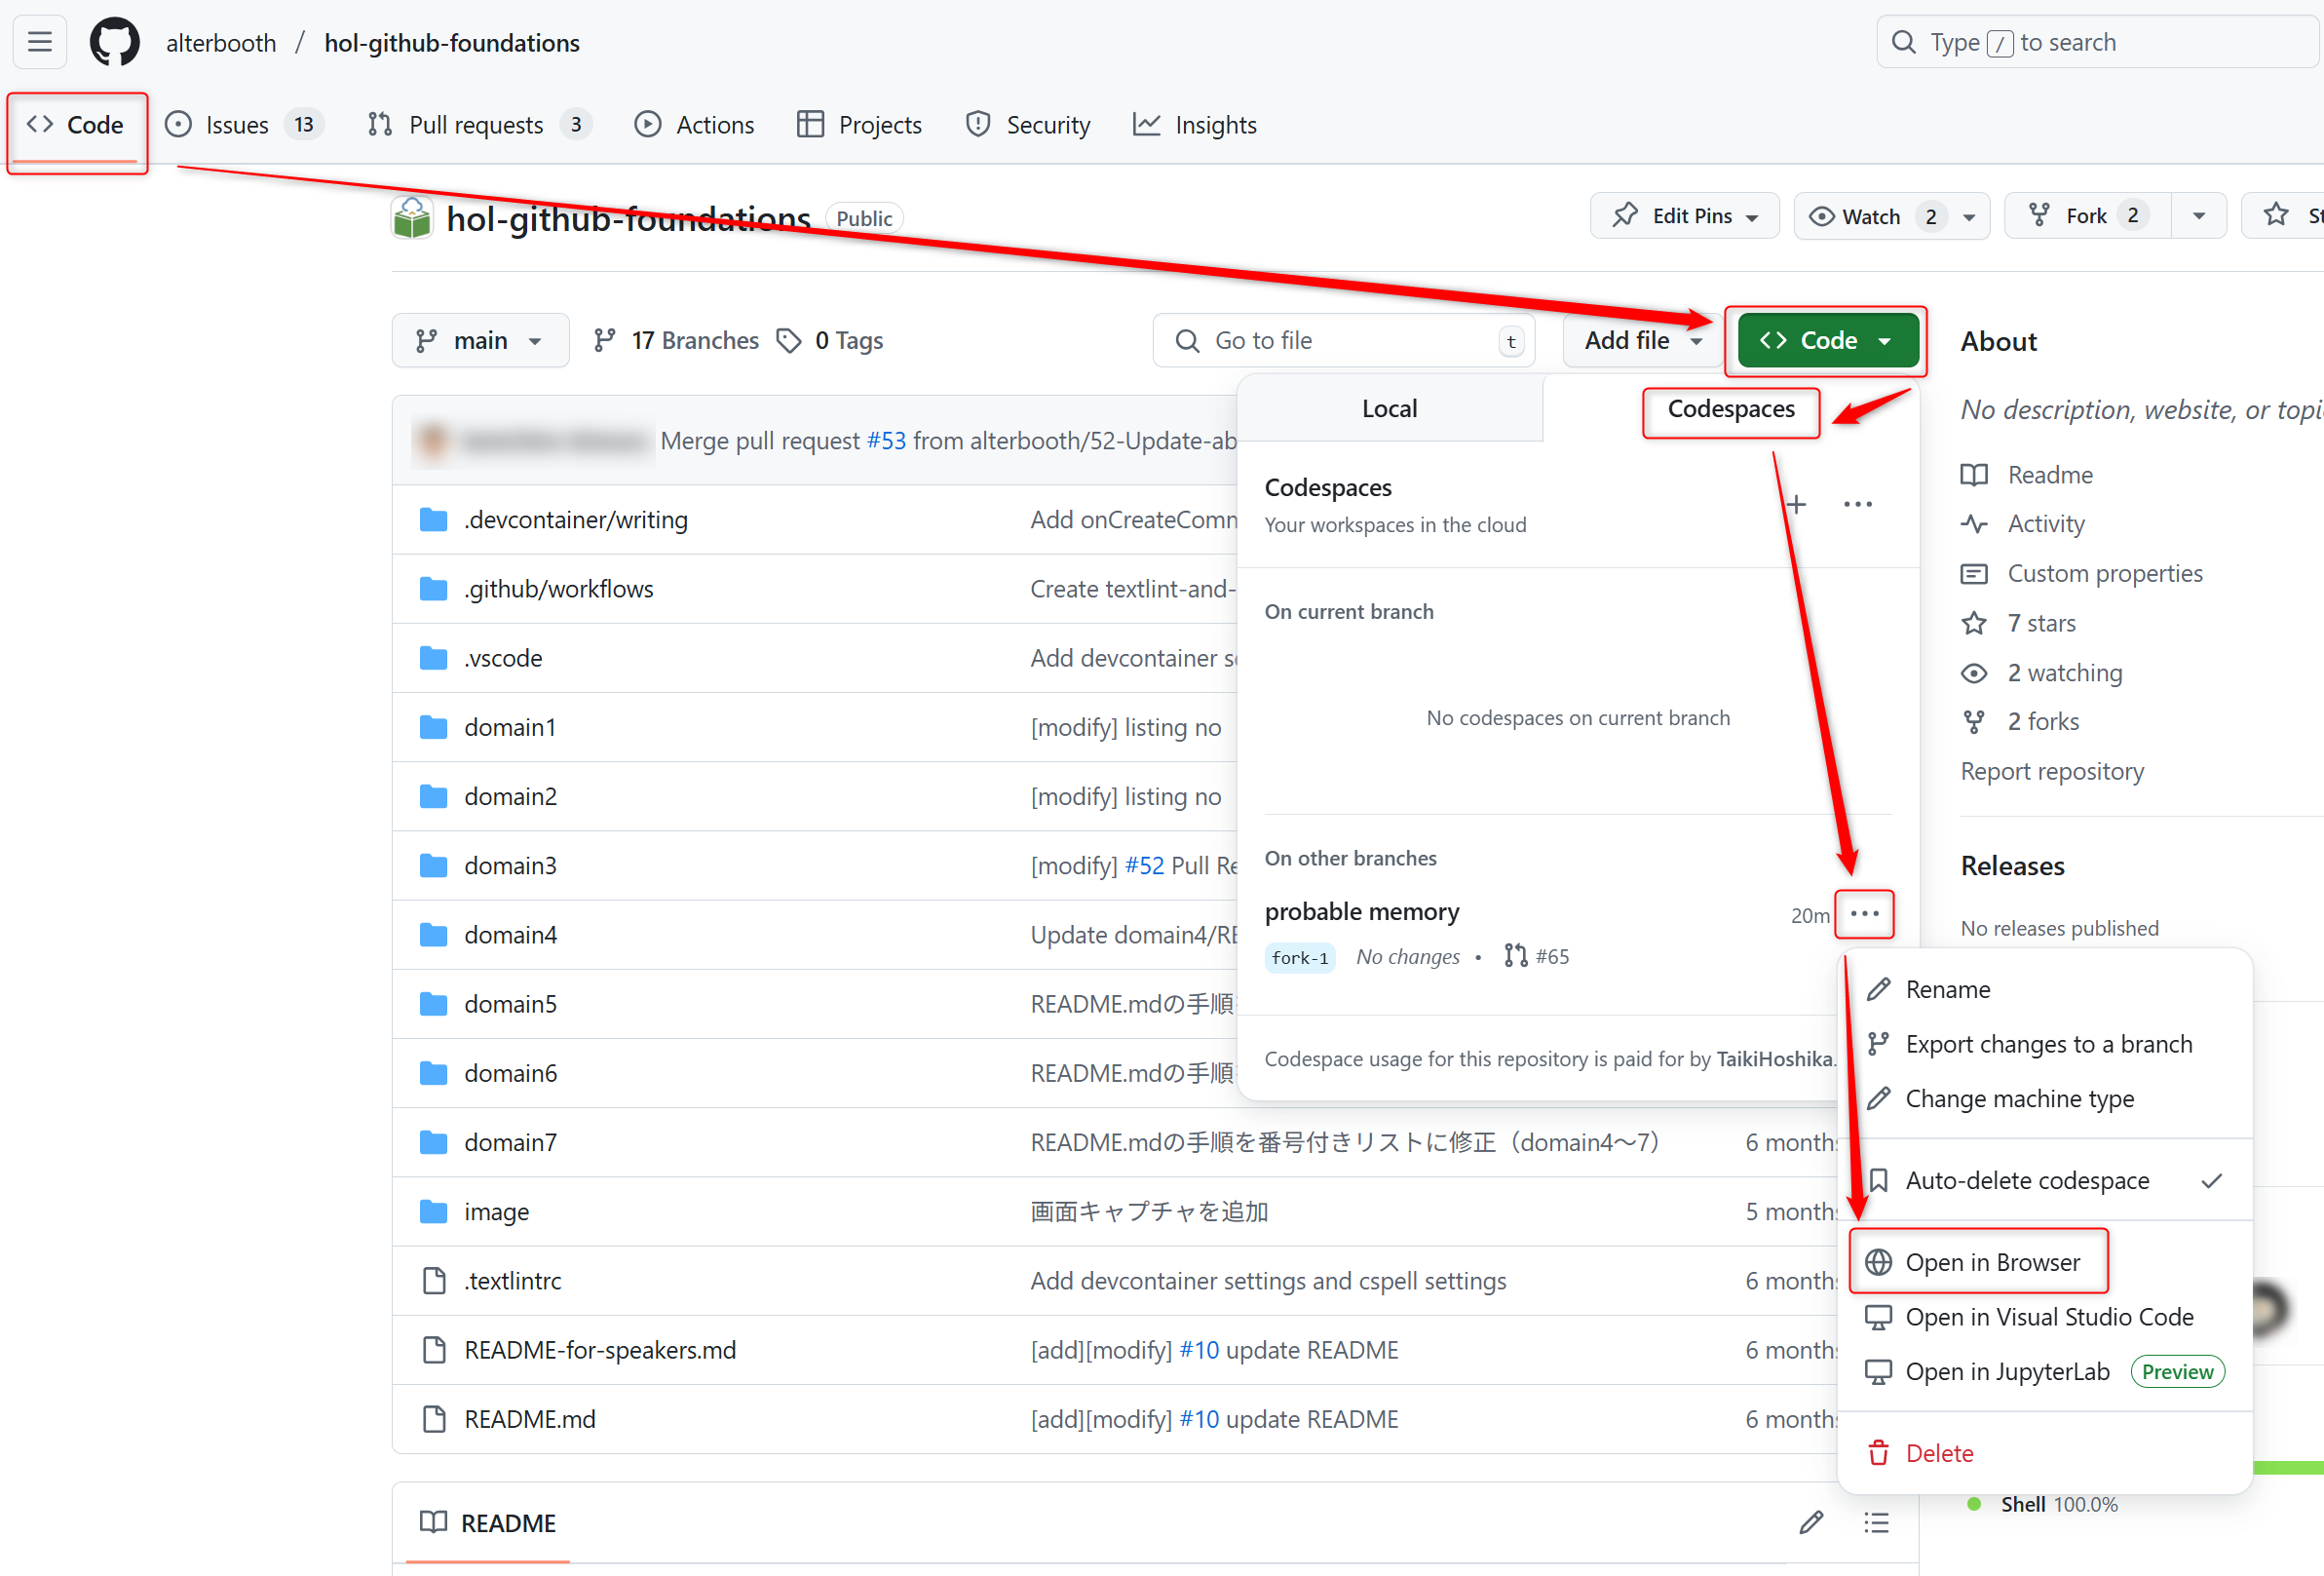 alterbooth / hol-github-foundations
Type / to search
Code
Issues 13
Pull requests 3
Actions
Projects
Security
Insights
hol-github-foundations Public
Edit Pins
Watch 2
Fork 2
main
17 Branches
0 Tags
Go to file t
Add file
Code
Local
Codespaces
Codespaces
Your workspaces in the cloud
On current branch
No codespaces on current branch
On other branches
probable memory
20m
fork-1 No changes • #65
Codespace usage for this repository is paid for by TaikiHoshika.
Rename
Export changes to a branch
Change machine type
Auto-delete codespace
Open in Browser
Open in Visual Studio Code
Open in JupyterLab Preview
Delete
Merge pull request #53 from alterbooth/52-Update-ab
.devcontainer/writing Add onCreateComm
.github/workflows Create textlint-and-
.vscode Add devcontainer
domain1 [modify] listing no
domain2 [modify] listing no
domain3 [modify] #52 Pull Re
domain4 Update domain4/RE
domain5 README.mdの手順
domain6 README.mdの手順
domain7 README.mdの手順を番号付きリストに修正（domain4～7） 6 months
image 画面キャプチャを追加 5 months
.textlintrc Add devcontainer settings and cspell settings 6 months
README-for-speakers.md [add][modify] #10 update README 6 months
README.md [add][modify] #10 update README 6 months
README
About
No description, website, or topi
Readme
Activity
Custom properties
7 stars
2 watching
2 forks
Report repository
Releases
No releases published
Shell 100.0%